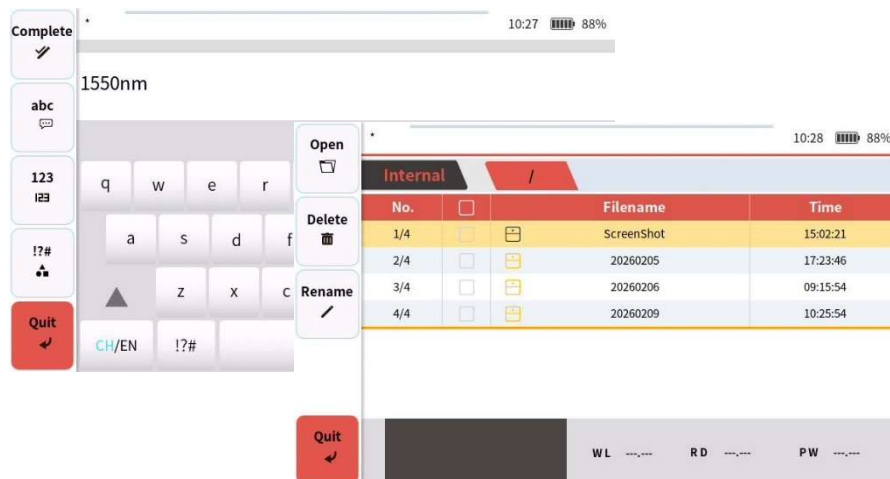 Complete
* 10:27 88%
1550nm
abc
123
123
!?#
Quit
q w e r
a s d f
z x c
CH/EN !?#
Open
* 10:28 88%
Internal /
Delete
Rename
No. Filename Time
1/4 ScreenShot 15:02:21
2/4 20260205 17:23:46
3/4 20260206 09:15:54
4/4 20260209 10:25:54
Quit
WL ---.--- RD ---.--- PW ---.---